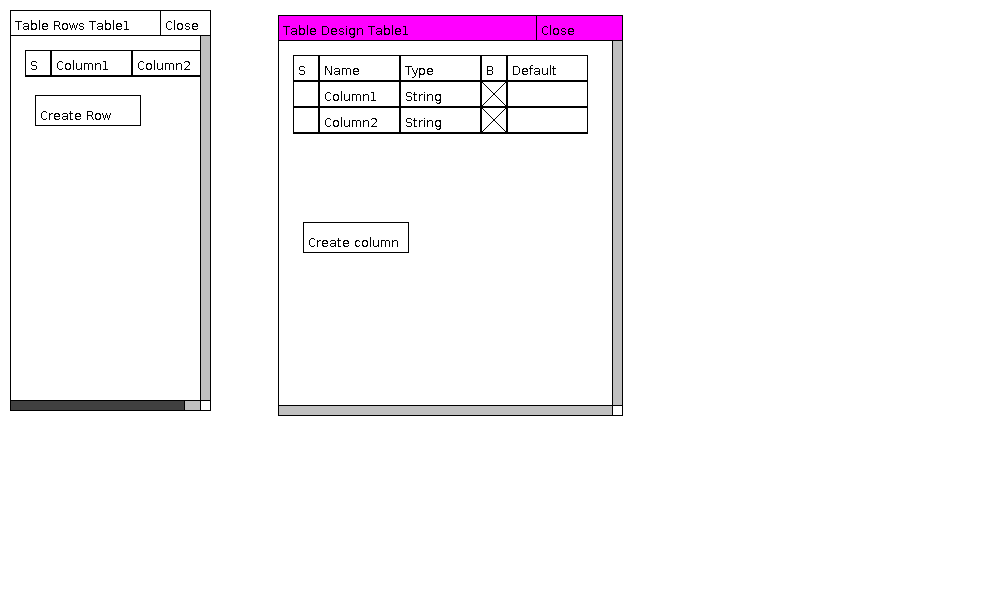 Table Rows Table1 Close
S Column1 Column2
Create Row
Table Design Table1 Close
S Name Type B Default
Column1 String
Column2 String
Create column